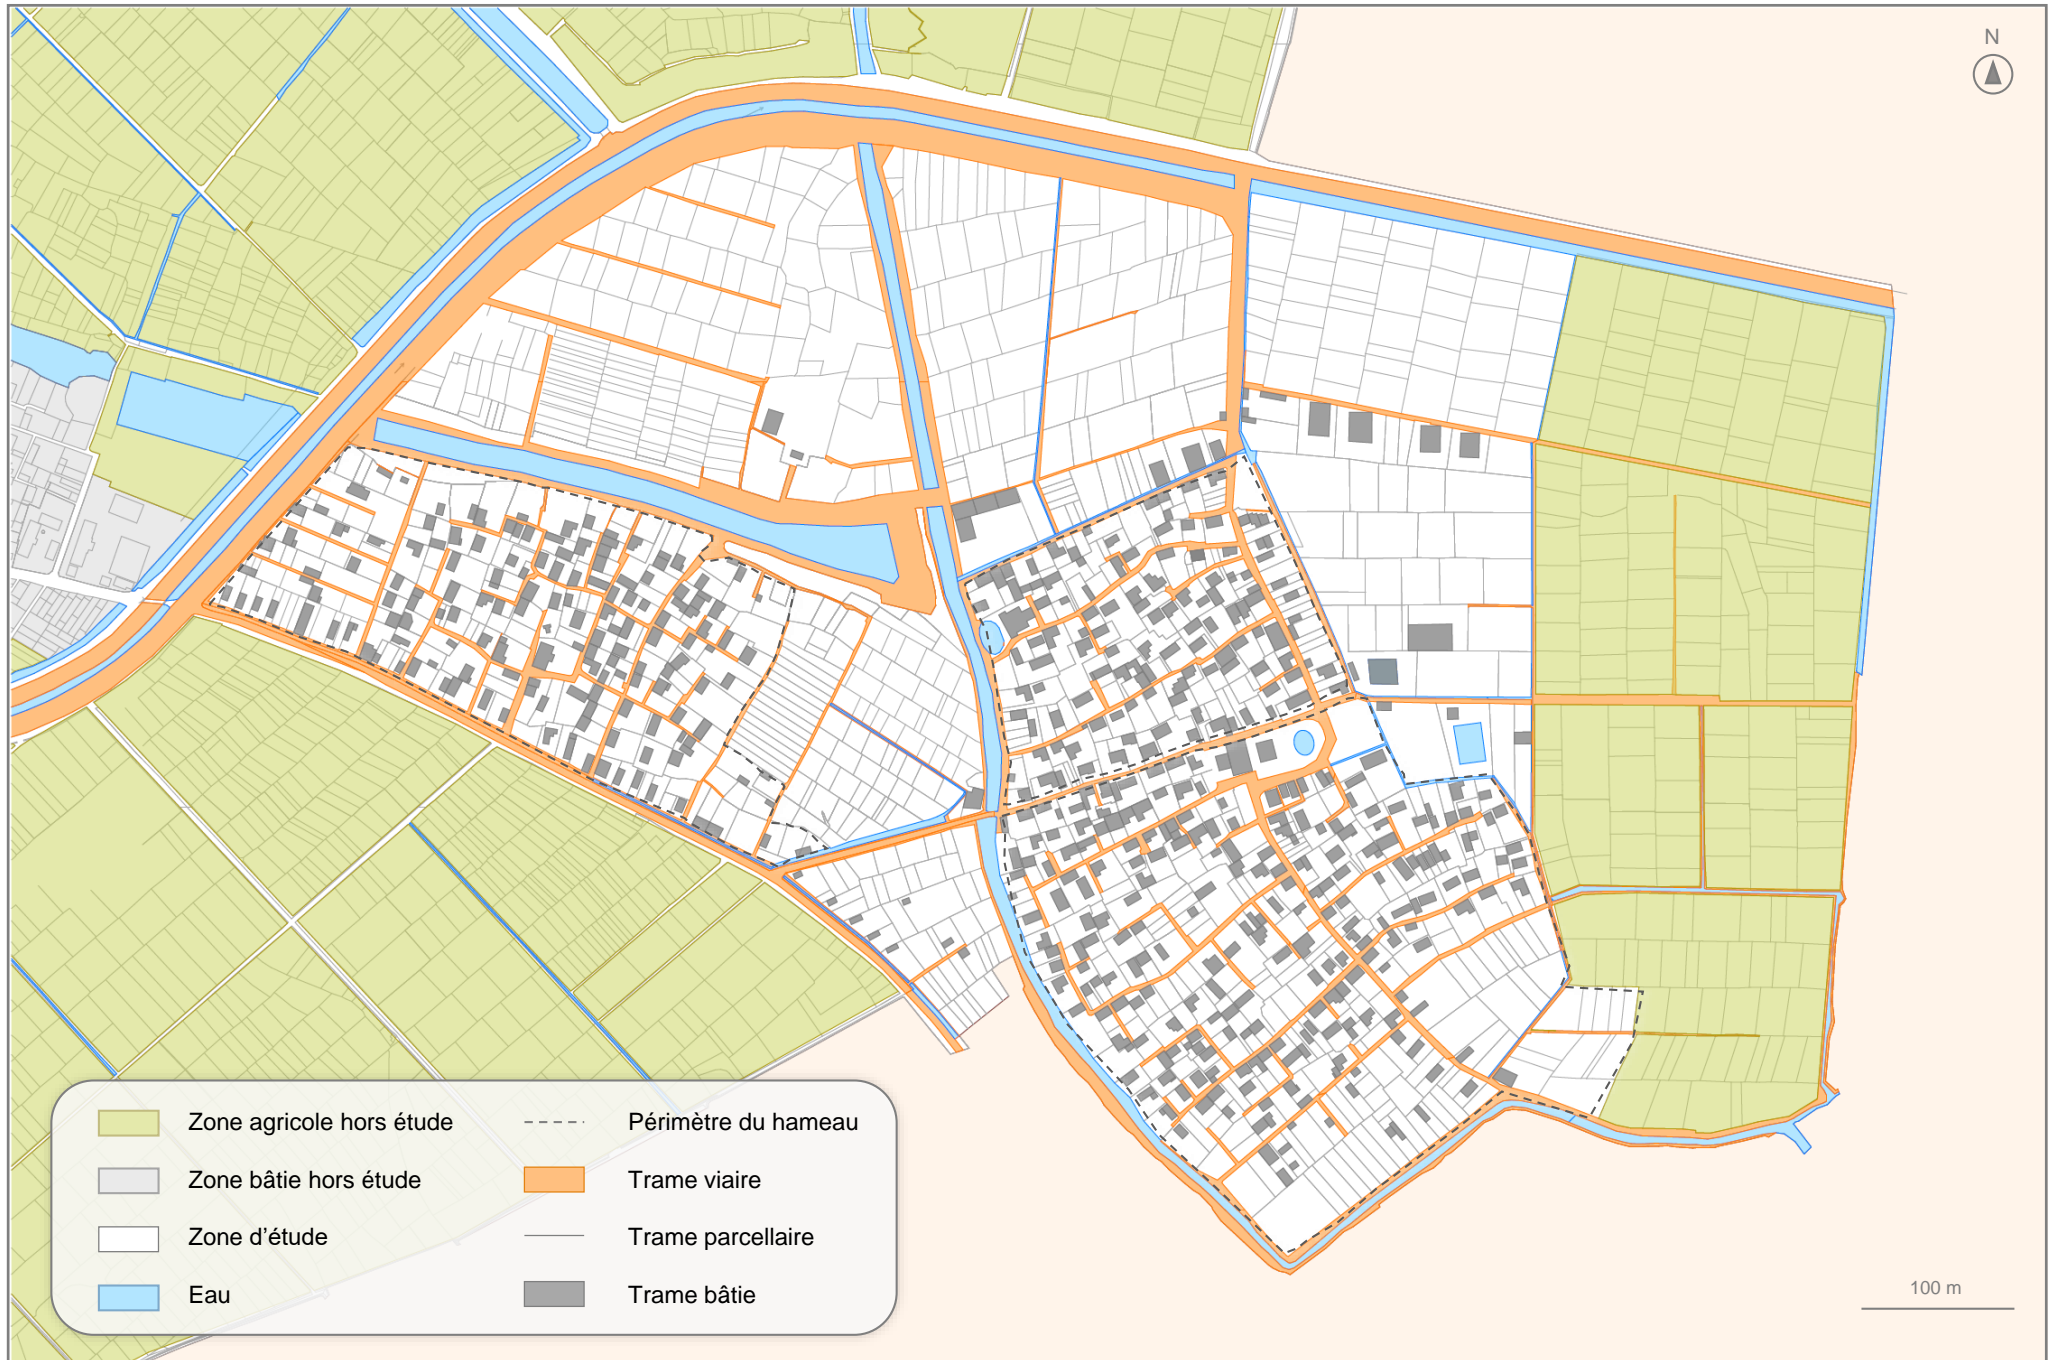 N
Zone agricole hors étude
Zone bâtie hors étude
Zone d’étude
Eau
Périmètre du hameau
Trame viaire
Trame parcellaire
Trame bâtie
100 m